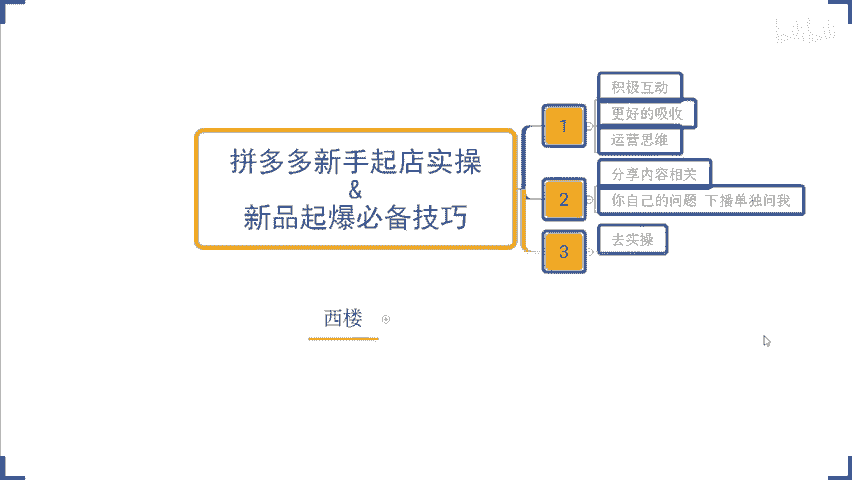 bilibili
拼多多新手起店实操
&
新品起爆必备技巧
1
积极互动
更好的吸收
运营思维
2
分享内容相关
你自己的问题 下播单独问我
3
去实操
西楼